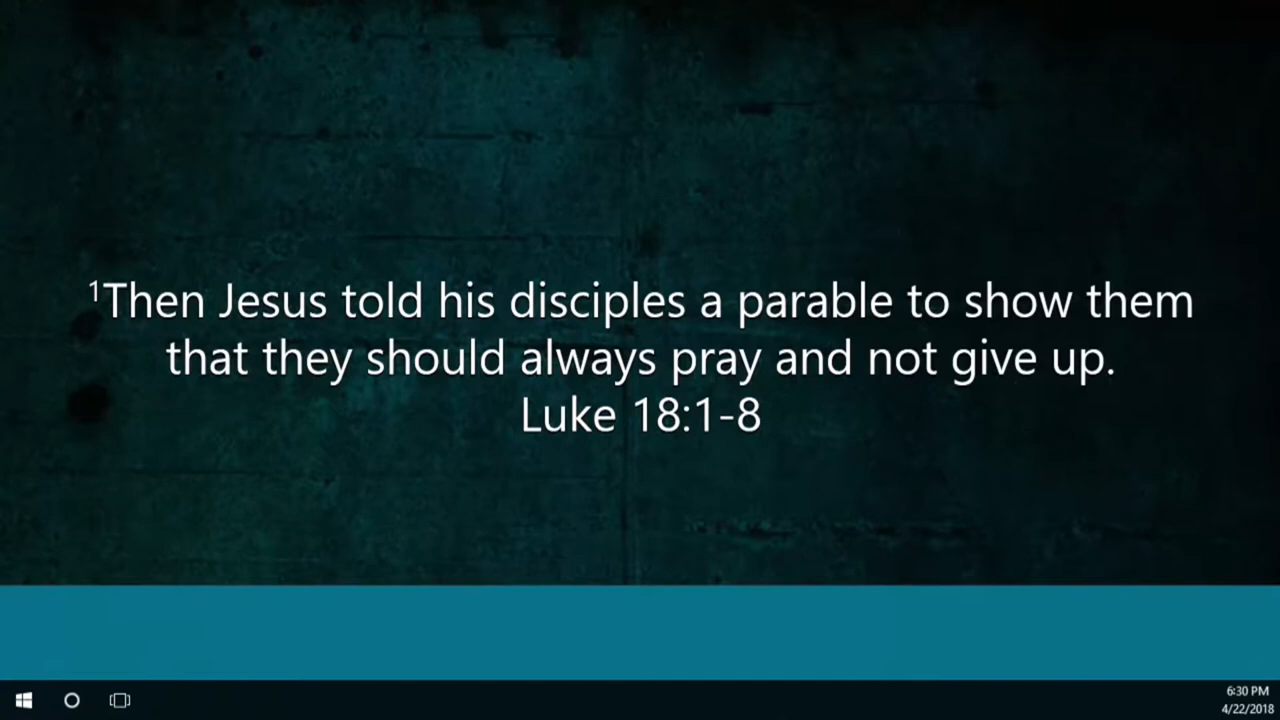 ¹Then Jesus told his disciples a parable to show them
that they should always pray and not give up.
Luke 18:1-8
6:30 PM
4/22/2018